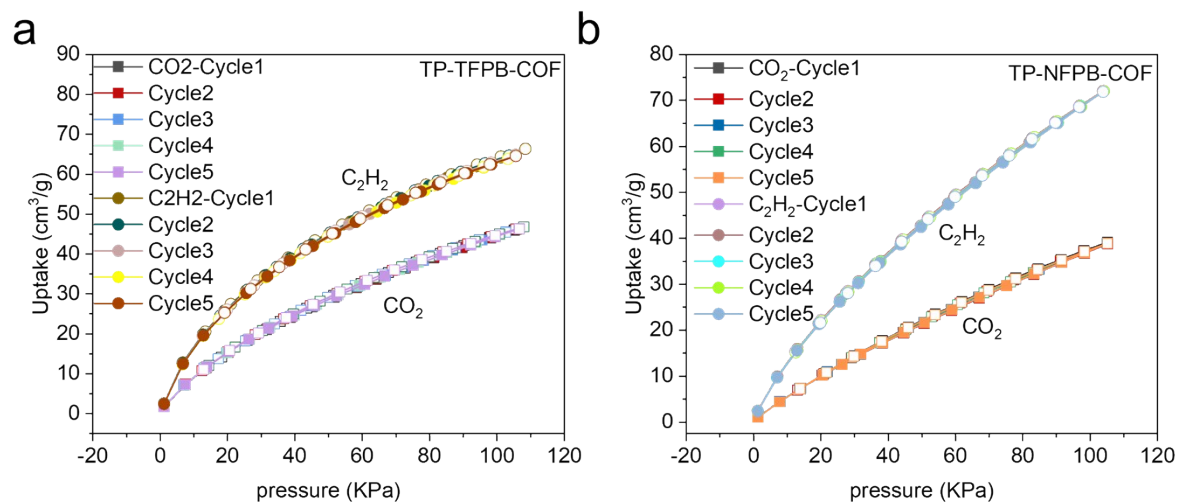 a
90
80
70
60
50
40
30
20
10
0
Uptake (cm³/g)
CO2-Cycle1
Cycle2
Cycle3
Cycle4
Cycle5
C2H2-Cycle1
Cycle2
Cycle3
Cycle4
Cycle5
TP-TFPB-COF
C₂H₂
CO₂
-20 0 20 40 60 80 100 120
pressure (KPa)
b
80
70
60
50
40
30
20
10
0
Uptake (cm³/g)
CO₂-Cycle1
Cycle2
Cycle3
Cycle4
Cycle5
C₂H₂-Cycle1
Cycle2
Cycle3
Cycle4
Cycle5
TP-NFPB-COF
C₂H₂
CO₂
-20 0 20 40 60 80 100 120
pressure (KPa)